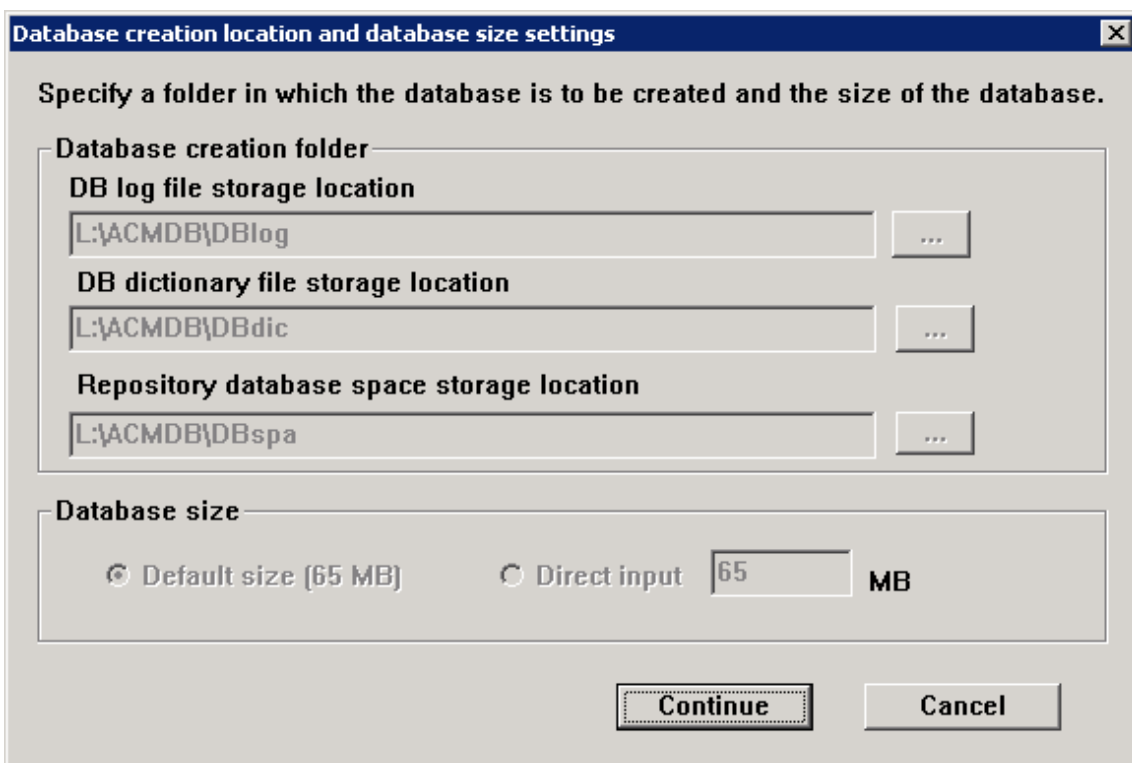 Database creation location and database size settings
Specify a folder in which the database is to be created and the size of the database.
Database creation folder
DB log file storage location
L:\ACMDB\DBlog
...
DB dictionary file storage location
L:\ACMDB\DBdic
...
Repository database space storage location
L:\ACMDB\DBspa
...
Database size
Default size (65 MB) Direct input 65 MB
Continue Cancel